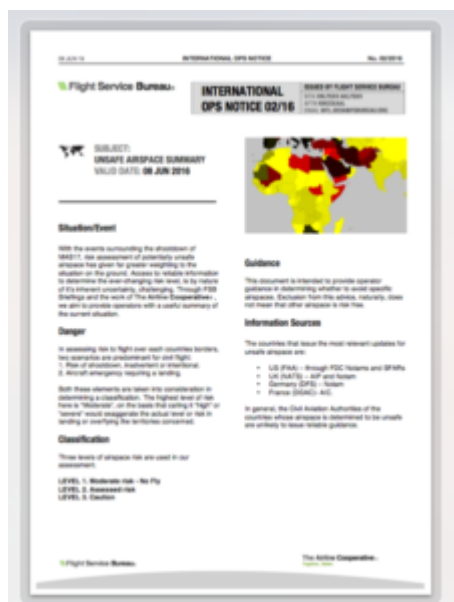 08 JUN 16 INTERNATIONAL OPS NOTICE No. 02/2016
Flight Service Bureau
INTERNATIONAL
OPS NOTICE 02/16
ISSUED BY FLIGHT SERVICE BUREAU
SUBJECT:
UNSAFE AIRSPACE SUMMARY
VALID DATE: 08 JUN 2016
Situation/Event
With the events surrounding the shootdown of
MH17, risk assessment of potentially unsafe
airspace has given far greater weighting to the
situation on the ground. Access to reliable information
to determine the ever-changing risk level, is by nature
of it's inherent uncertainty, challenging. Through FSB
Briefings and the work of The Airline Cooperative,
we aim to provide operators with a useful summary of
the current situation.
Danger
In assessing risk to flight over each countries borders,
two scenarios are predominant for civil flight:
1. Risk of shootdown, inadvertent or intentional.
2. Aircraft emergency requiring a landing.
Both these elements are taken into consideration in
determining a classification. The highest level of risk
here is "Moderate", on the basis that calling it "high" or
"severe" would exaggerate the actual level or risk in
landing or overflying the territories concerned.
Classification
Three levels of airspace risk are used in our
assessment.
LEVEL 1. Moderate risk - No Fly
LEVEL 2. Assessed risk
LEVEL 3. Caution
Guidance
This document is intended to provide operator
guidance in determining whether to avoid specific
airspaces. Exclusion from this advice, naturally, does
not mean that other airspace is risk free.
Information Sources
The countries that issue the most relevant updates for
unsafe airspace are:
• US (FAA) – through FDC Notams and SFARs
• UK (NATS) – AIP and Notam
• Germany (DFS) – Notam
• France (DGAC)- AIC.
In general, the Civil Aviation Authorities of the
countries whose airspace is determined to be unsafe
are unlikely to issue reliable guidance.
Flight Service Bureau
The Airline Cooperative